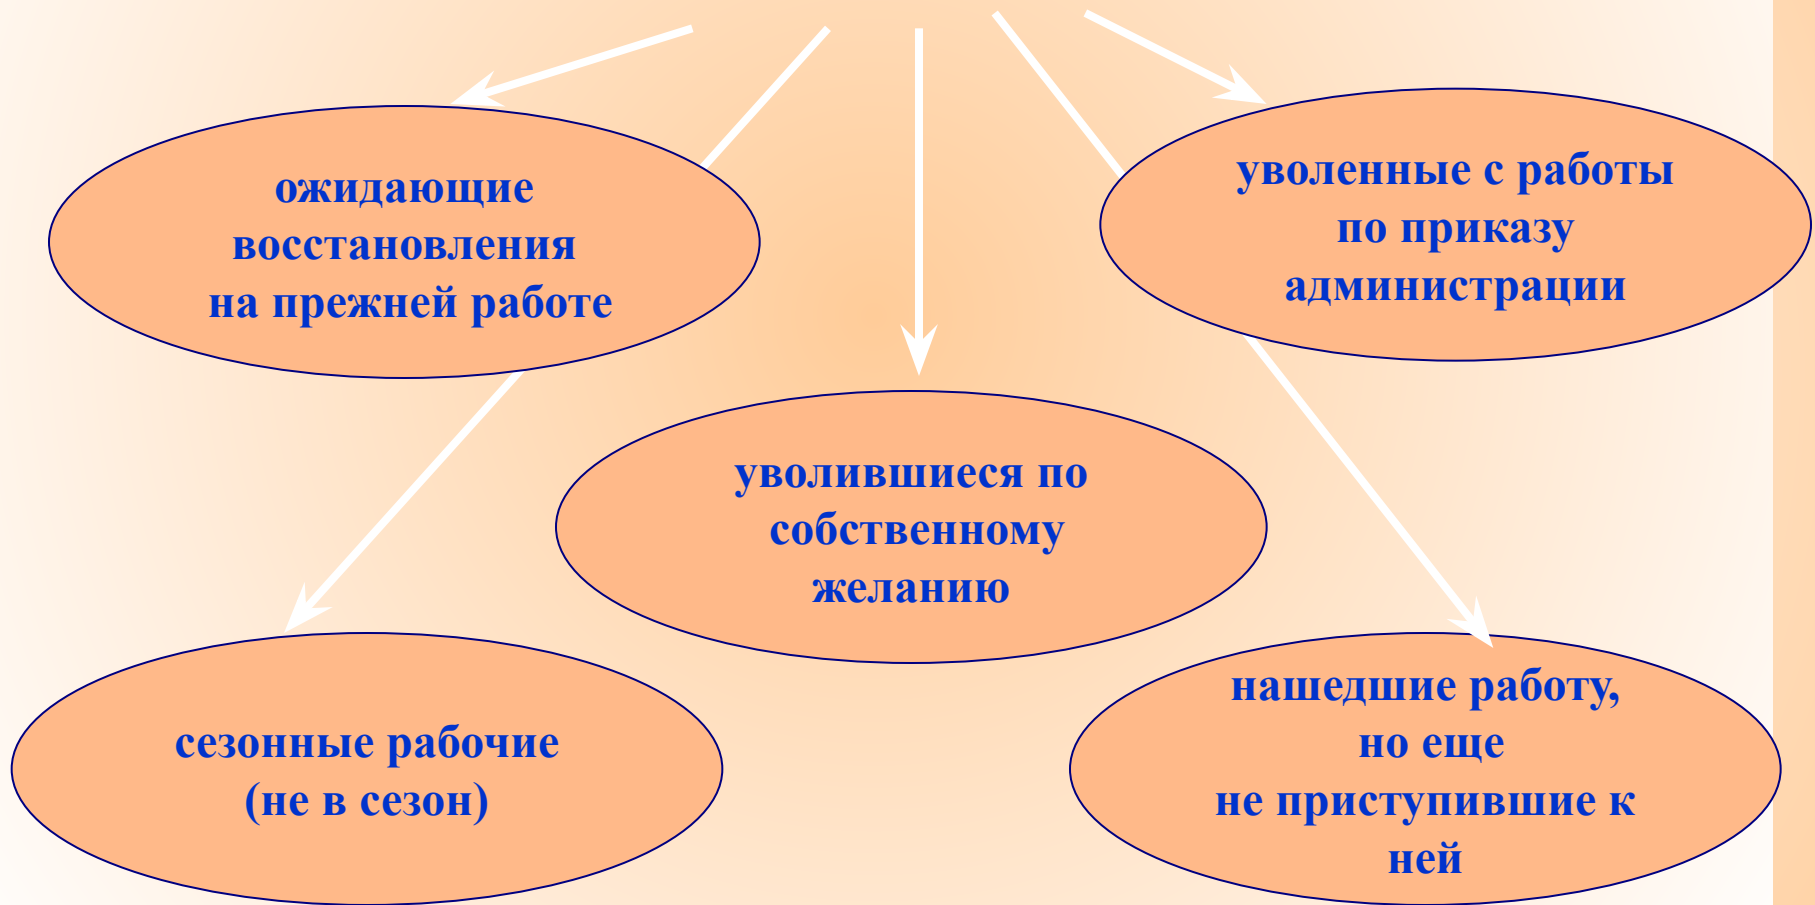 ожидающие
восстановления
на прежней работе
уволенные с работы
по приказу
администрации
уволившиеся по
собственному
желанию
сезонные рабочие
(не в сезон)
нашедшие работу,
но еще
не приступившие к
ней